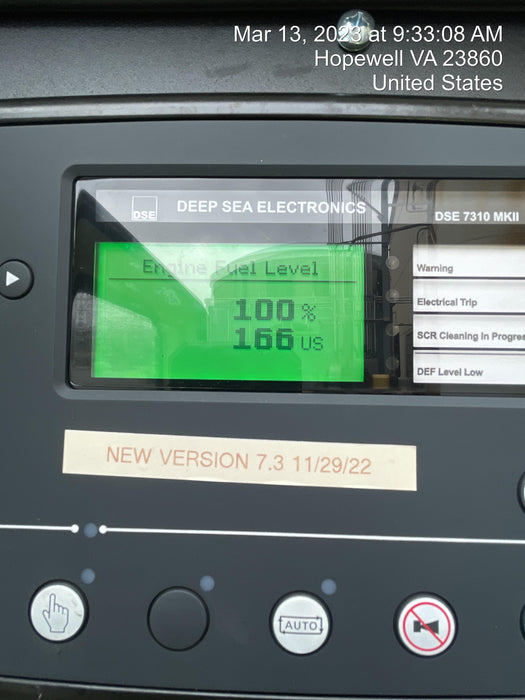 Mar 13, 2023 at 9:33:08 AM
Hopewell VA 23860
United States
DSE
DEEP SEA ELECTRONICS
DSE 7310 MKII
Engine Fuel Level
100 %
166 US
Warning
Electrical Trip
SCR Cleaning In Progres
DEF Level Low
NEW VERSION 7.3 11/29/22
AUTO